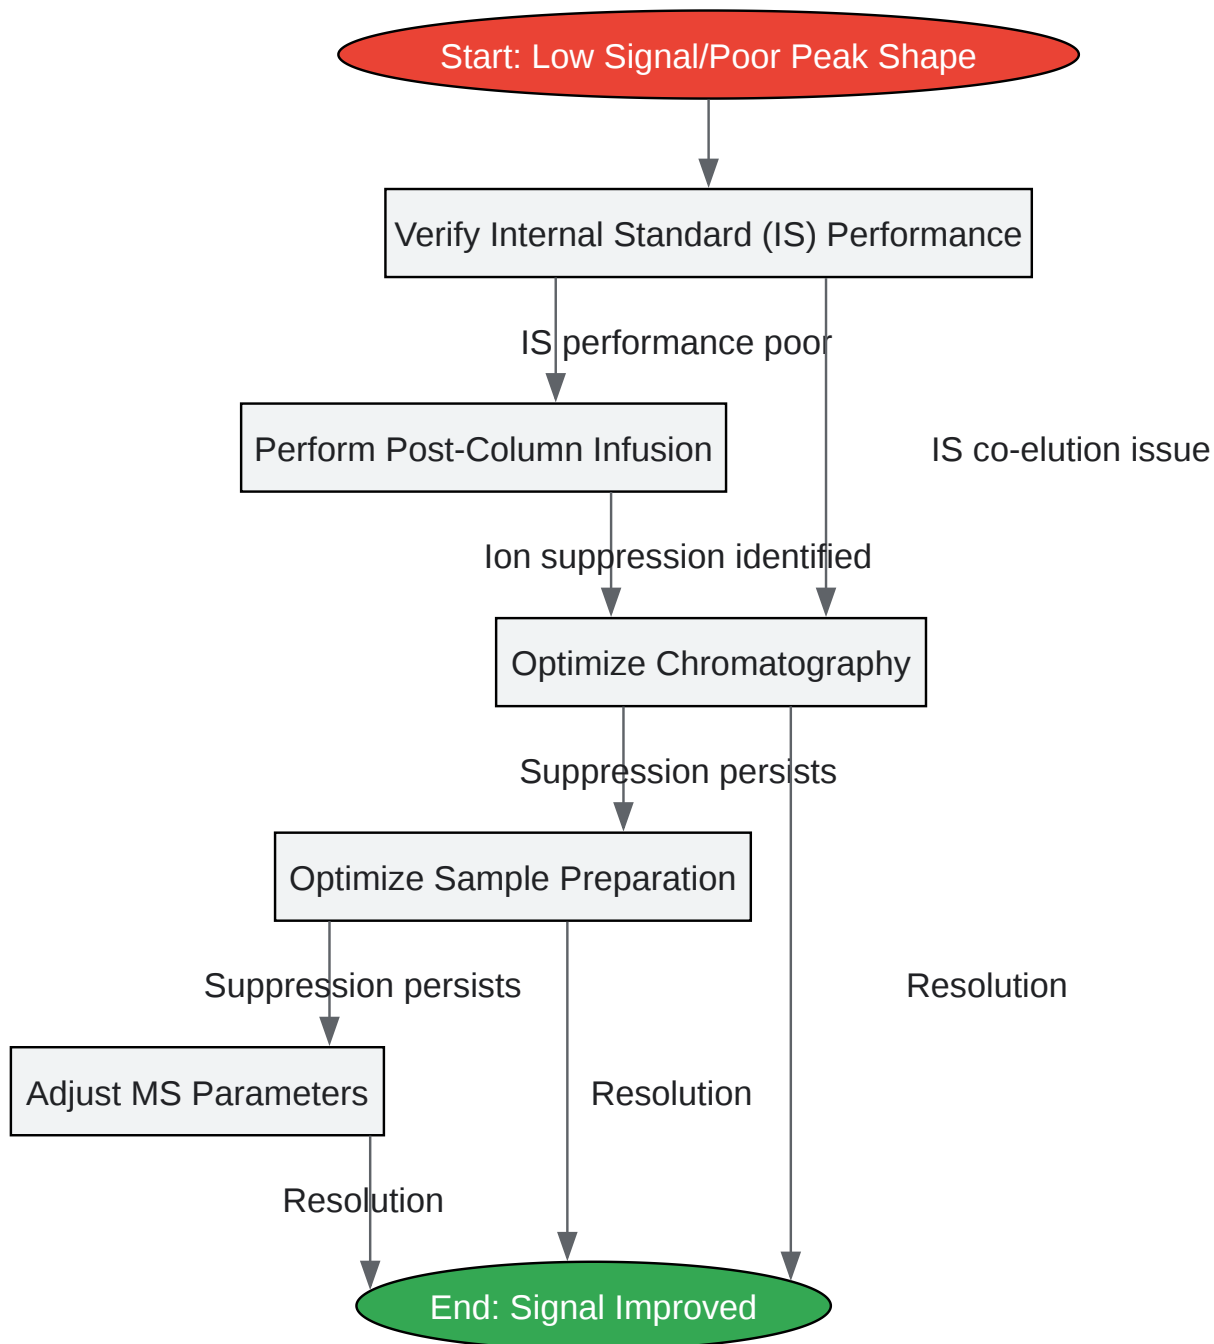 Start: Low Signal/Poor Peak Shape
Verify Internal Standard (IS) Performance
IS performance poor
Perform Post-Column Infusion
IS co-elution issue
Ion suppression identified
Optimize Chromatography
Suppression persists
Optimize Sample Preparation
Suppression persists
Resolution
Adjust MS Parameters
Resolution
Resolution
End: Signal Improved